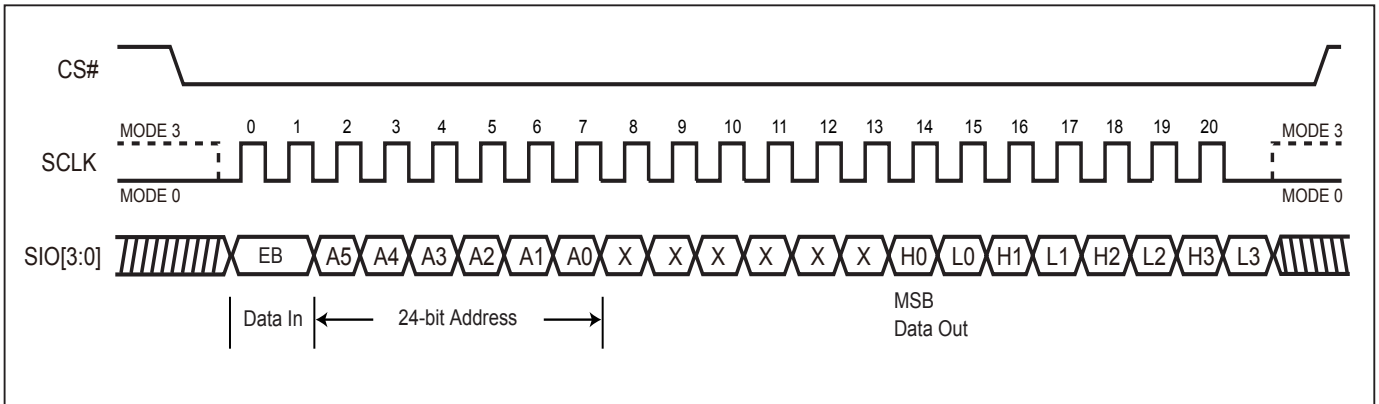 CS#
MODE 3 0 1 2 3 4 5 6 7 8 9 10 11 12 13 14 15 16 17 18 19 20 MODE 3
SCLK
MODE 0 MODE 0
SIO[3:0] EB A5 A4 A3 A2 A1 A0 X X X X X X H0 L0 H1 L1 H2 L2 H3 L3
Data In 24-bit Address MSB
Data Out